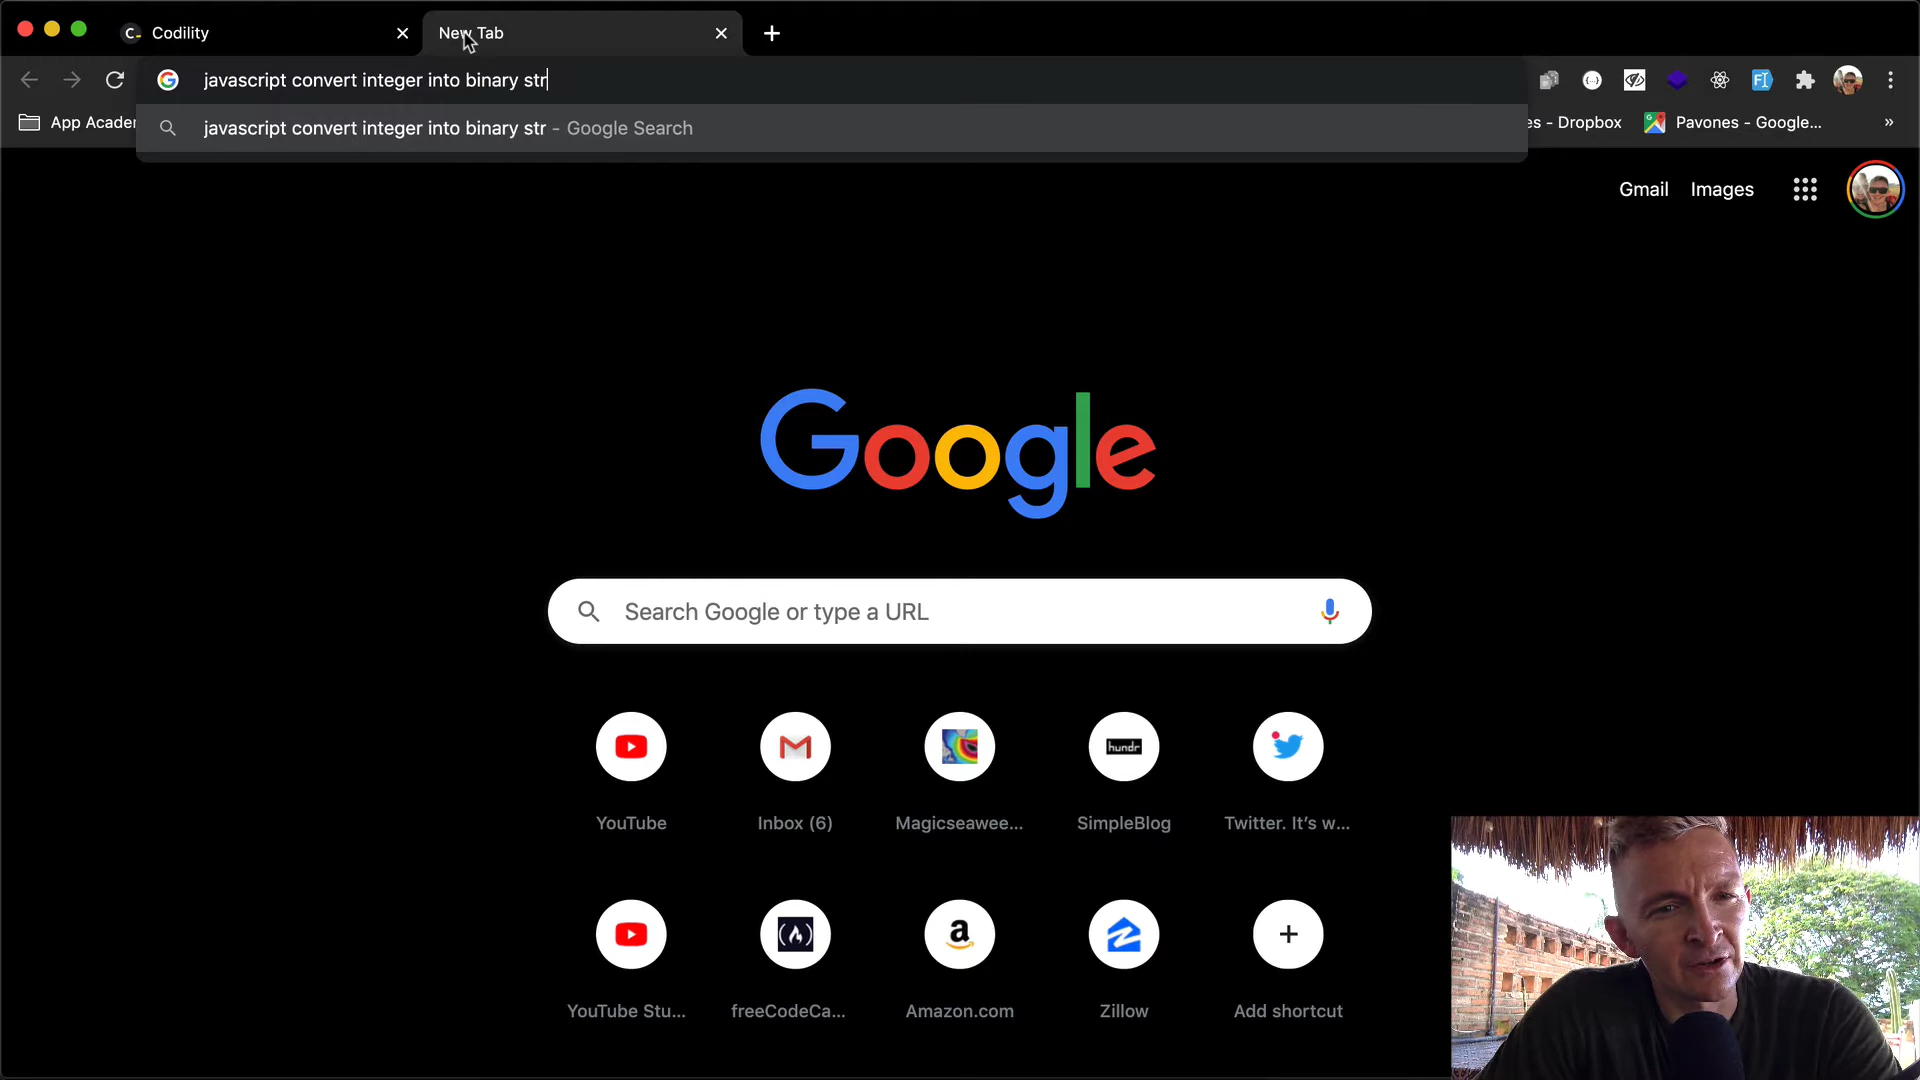 Codility
New Tab
javascript convert integer into binary str
App Acader
javascript convert integer into binary str - Google Search
es - Dropbox
Pavones - Google...
»
Gmail
Images
Google
Search Google or type a URL
hundr
YouTube
Inbox (6)
Magicseawee...
SimpleBlog
Twitter. It's w...
YouTube Stu...
freeCodeCa...
Amazon.com
Zillow
Add shortcut